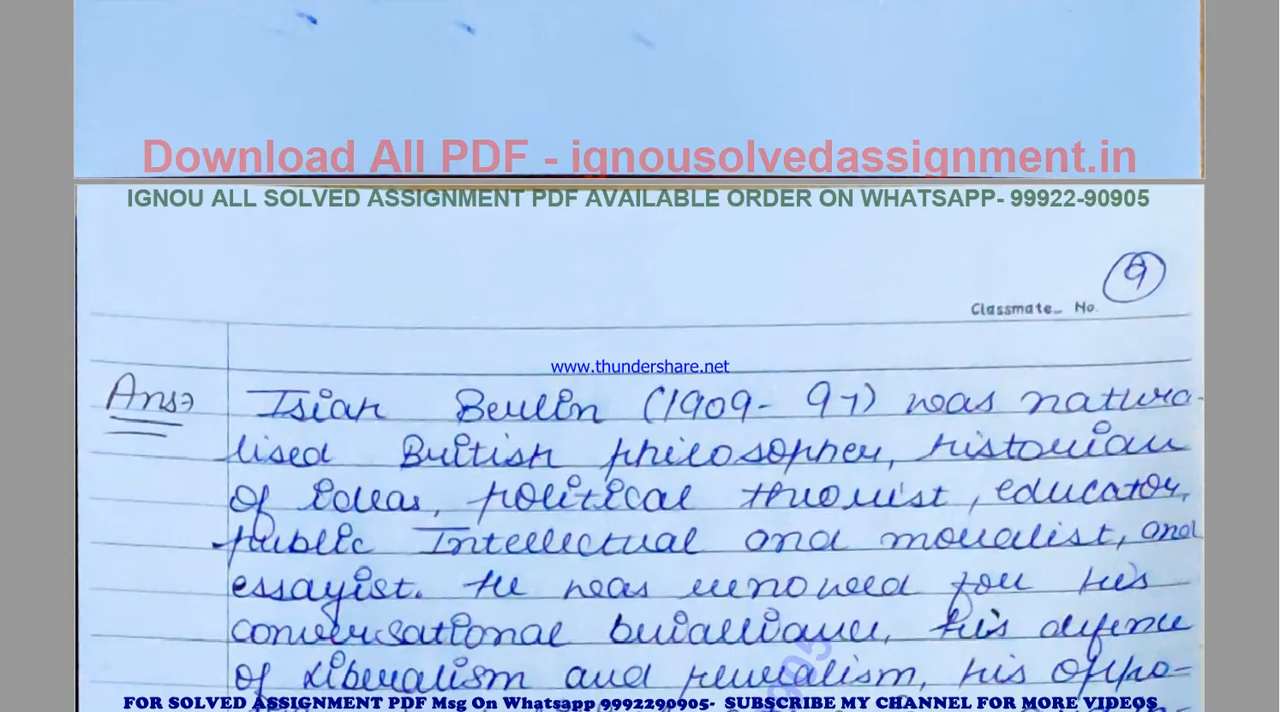 Download All PDF - ignousolvedassignment.in
IGNOU ALL SOLVED ASSIGNMENT PDF AVAILABLE ORDER ON WHATSAPP- 99922-90905
9
Classmate No.
www.thundershare.net
Ans→ Isiah Berlin (1909- 97) was natura-
lised British philosopher, historian
of ideas, political theorist, educator,
public Intellectual and moralist, and
essayist. He was renowed for his
conversational brialliance, his defence
of Liberalism and pluralism, his oppo-
905
FOR SOLVED ASSIGNMENT PDF Msg On Whatsapp 9992290905- SUBSCRIBE MY CHANNEL FOR MORE VIDEOS